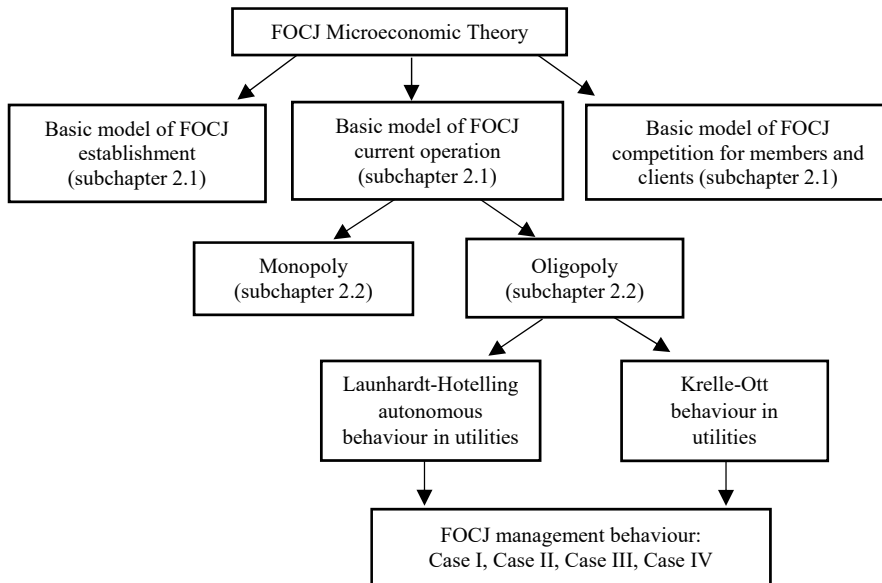 FOCJ Microeconomic Theory
Basic model of FOCJ
establishment
(subchapter 2.1)
Basic model of FOCJ
current operation
(subchapter 2.1)
Basic model of FOCJ
competition for members and
clients (subchapter 2.1)
Monopoly
(subchapter 2.2)
Oligopoly
(subchapter 2.2)
Launhardt-Hotelling
autonomous
behaviour in utilities
Krelle-Ott
behaviour in
utilities
FOCJ management behaviour:
Case I, Case II, Case III, Case IV